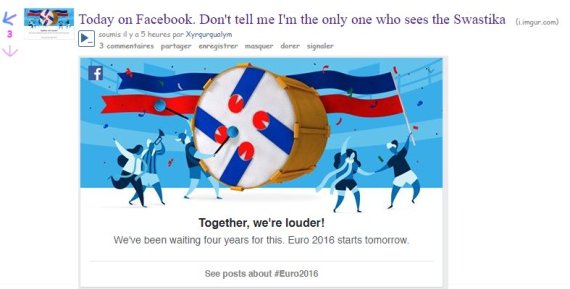 Today on Facebook. Don't tell me I'm the only one who sees the Swastika (i.imgur.com)
soumis il y a 5 heures par Xyrqurquolym
3
3 commentaires partager enregistrer masquer dorer signaler
f
Together, we're louder!
We've been waiting four years for this. Euro 2016 starts tomorrow.
See posts about #Euro2016